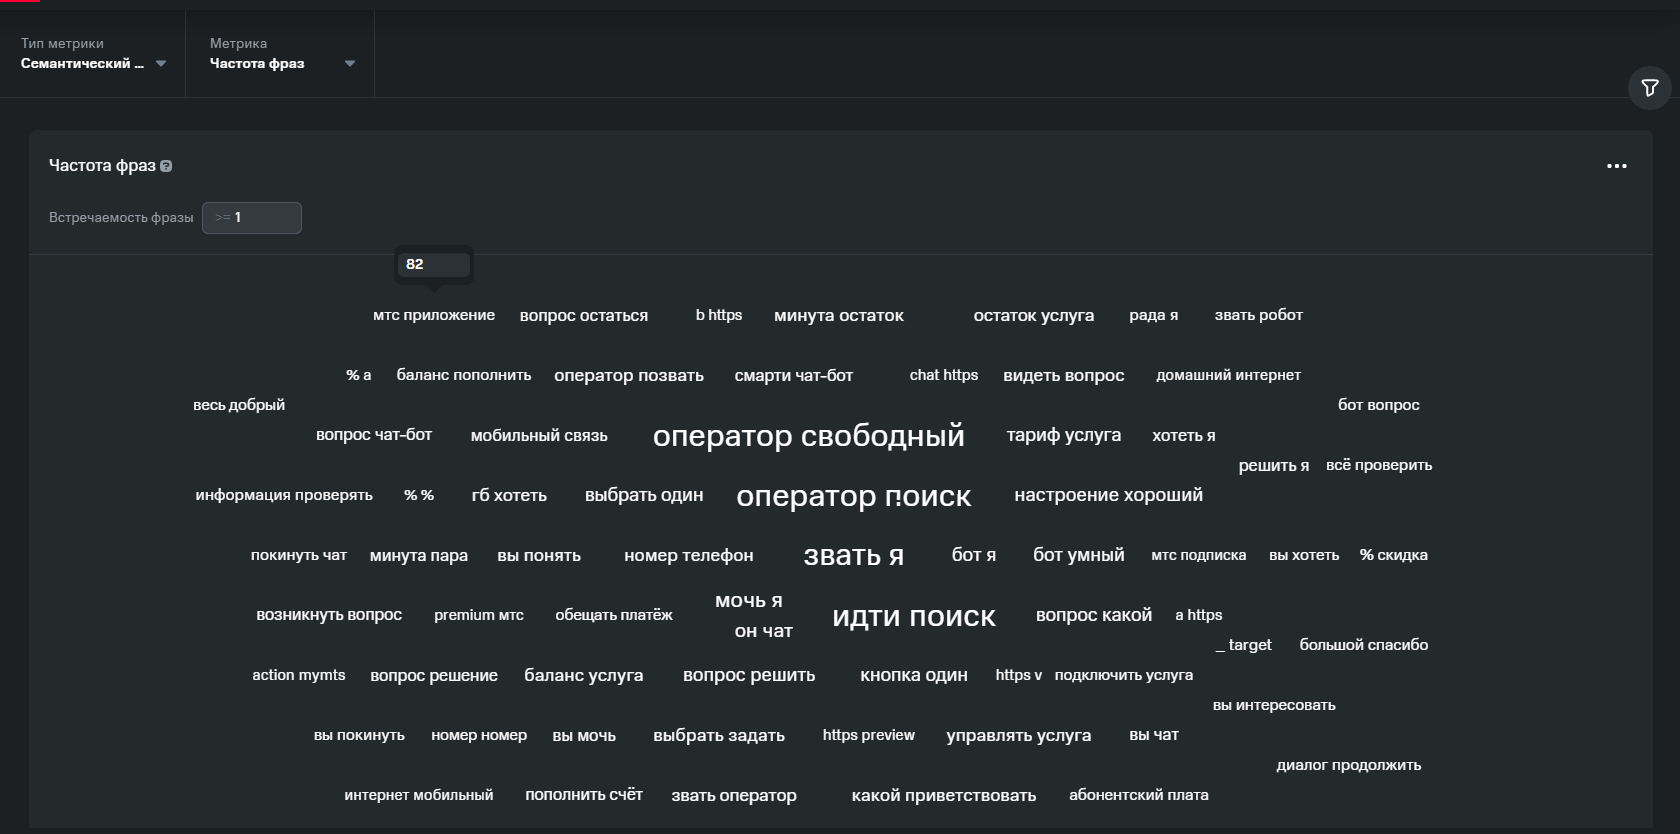 Тип метрики
Метрика
Семантический ...
Частота фраз
Частота фраз ?
Встречаемость фразы >= 1
82
мтс приложение вопрос остаться b https минута остаток остаток услуга рада я звать робот
% а баланс пополнить оператор позвать смарти чат-бот chat https видеть вопрос домашний интернет
весь добрый бот вопрос
вопрос чат-бот мобильный связь оператор свободный тариф услуга хотеть я
решить я всё проверить
информация проверять % % гб хотеть выбрать один оператор поиск настроение хороший
покинуть чат минута пара вы понять номер телефон звать я бот я бот умный мтс подписка вы хотеть % скидка
мочь я
возникнуть вопрос premium мтс обещать платёж идти поиск вопрос какой a https
он чат
_ target большой спасибо
action mymts вопрос решение баланс услуга вопрос решить кнопка один https v подключить услуга
вы интересовать
вы покинуть номер номер вы мочь выбрать задать https preview управлять услуга вы чат
диалог продолжить
интернет мобильный пополнить счёт звать оператор какой приветствовать абонентский плата